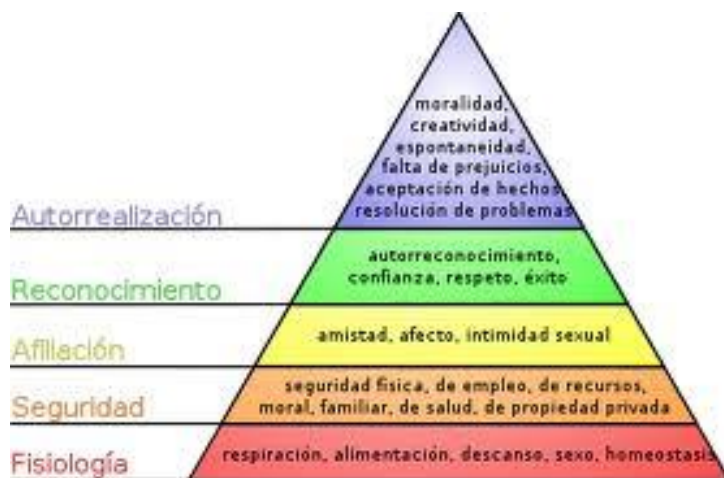 moralidad,
creatividad,
espontaneidad,
falta de prejuicios,
aceptación de hechos,
resolución de problemas
Autorrealización
autorreconocimiento,
confianza, respeto, éxito
Reconocimiento
amistad, afecto, intimidad sexual
Afiliación
seguridad física, de empleo, de recursos,
moral, familiar, de salud, de propiedad privada
Seguridad
respiración, alimentación, descanso, sexo, homeostasis
Fisiología